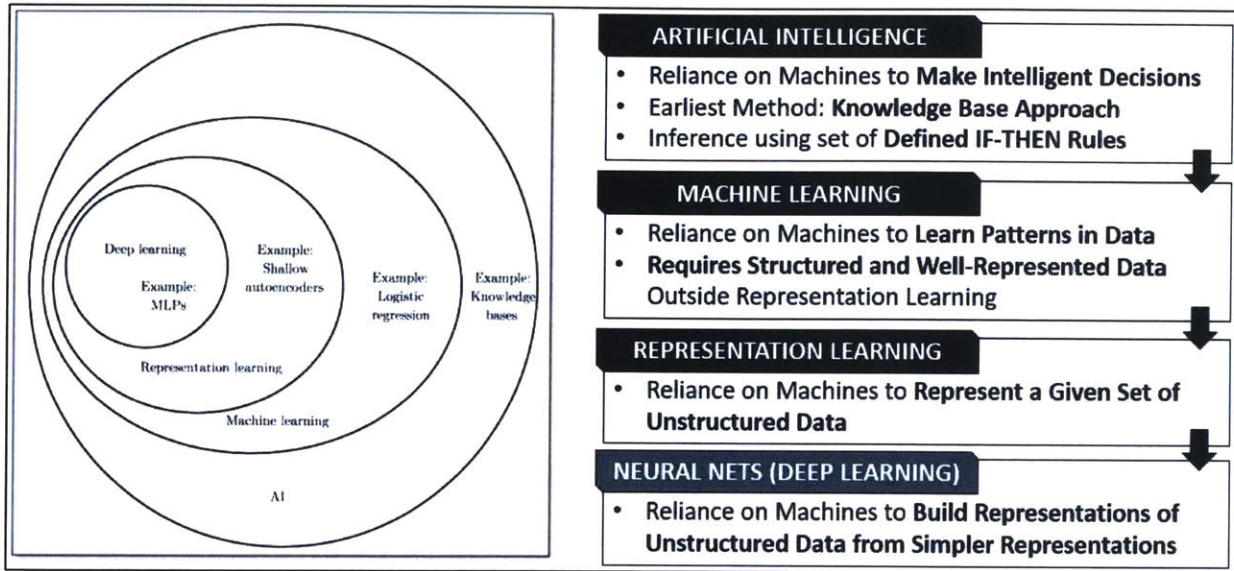 Deep learning
Example:
MLPs
Example:
Shallow
autoencoders
Example:
Logistic
regression
Example:
Knowledge
bases
Representation learning
Machine learning
AI
ARTIFICIAL INTELLIGENCE
• Reliance on Machines to Make Intelligent Decisions
• Earliest Method: Knowledge Base Approach
• Inference using set of Defined IF-THEN Rules
MACHINE LEARNING
• Reliance on Machines to Learn Patterns in Data
• Requires Structured and Well-Represented Data
Outside Representation Learning
REPRESENTATION LEARNING
• Reliance on Machines to Represent a Given Set of
Unstructured Data
NEURAL NETS (DEEP LEARNING)
• Reliance on Machines to Build Representations of
Unstructured Data from Simpler Representations